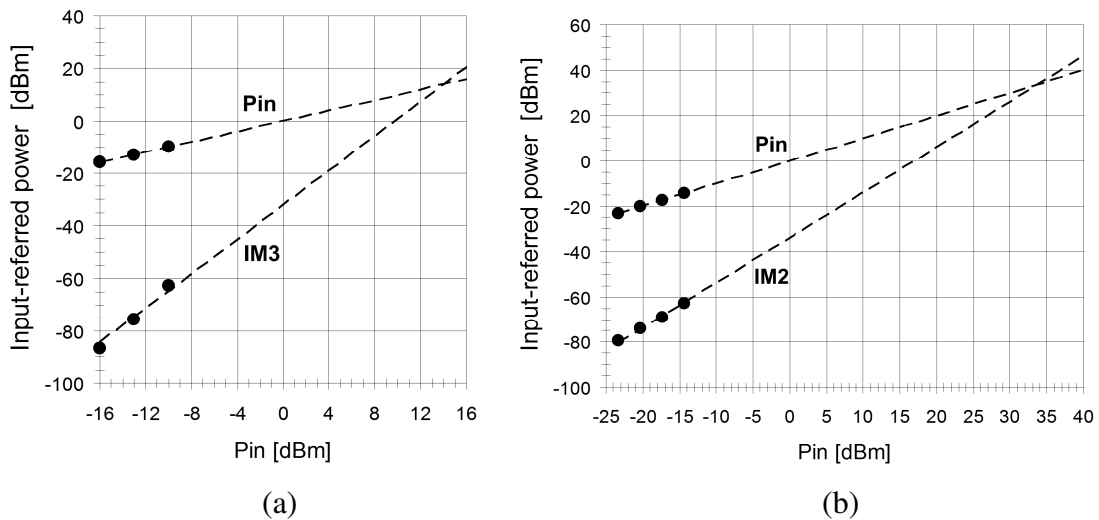 40
20
0
-20
-40
-60
-80
-100
Input-referred power [dBm]
Pin
IM3
-16 -12 -8 -4 0 4 8 12 16
Pin [dBm]
(a)
60
40
20
0
-20
-40
-60
-80
-100
Input-referred power [dBm]
Pin
IM2
-25 -20 -15 -10 -5 0 5 10 15 20 25 30 35 40
Pin [dBm]
(b)